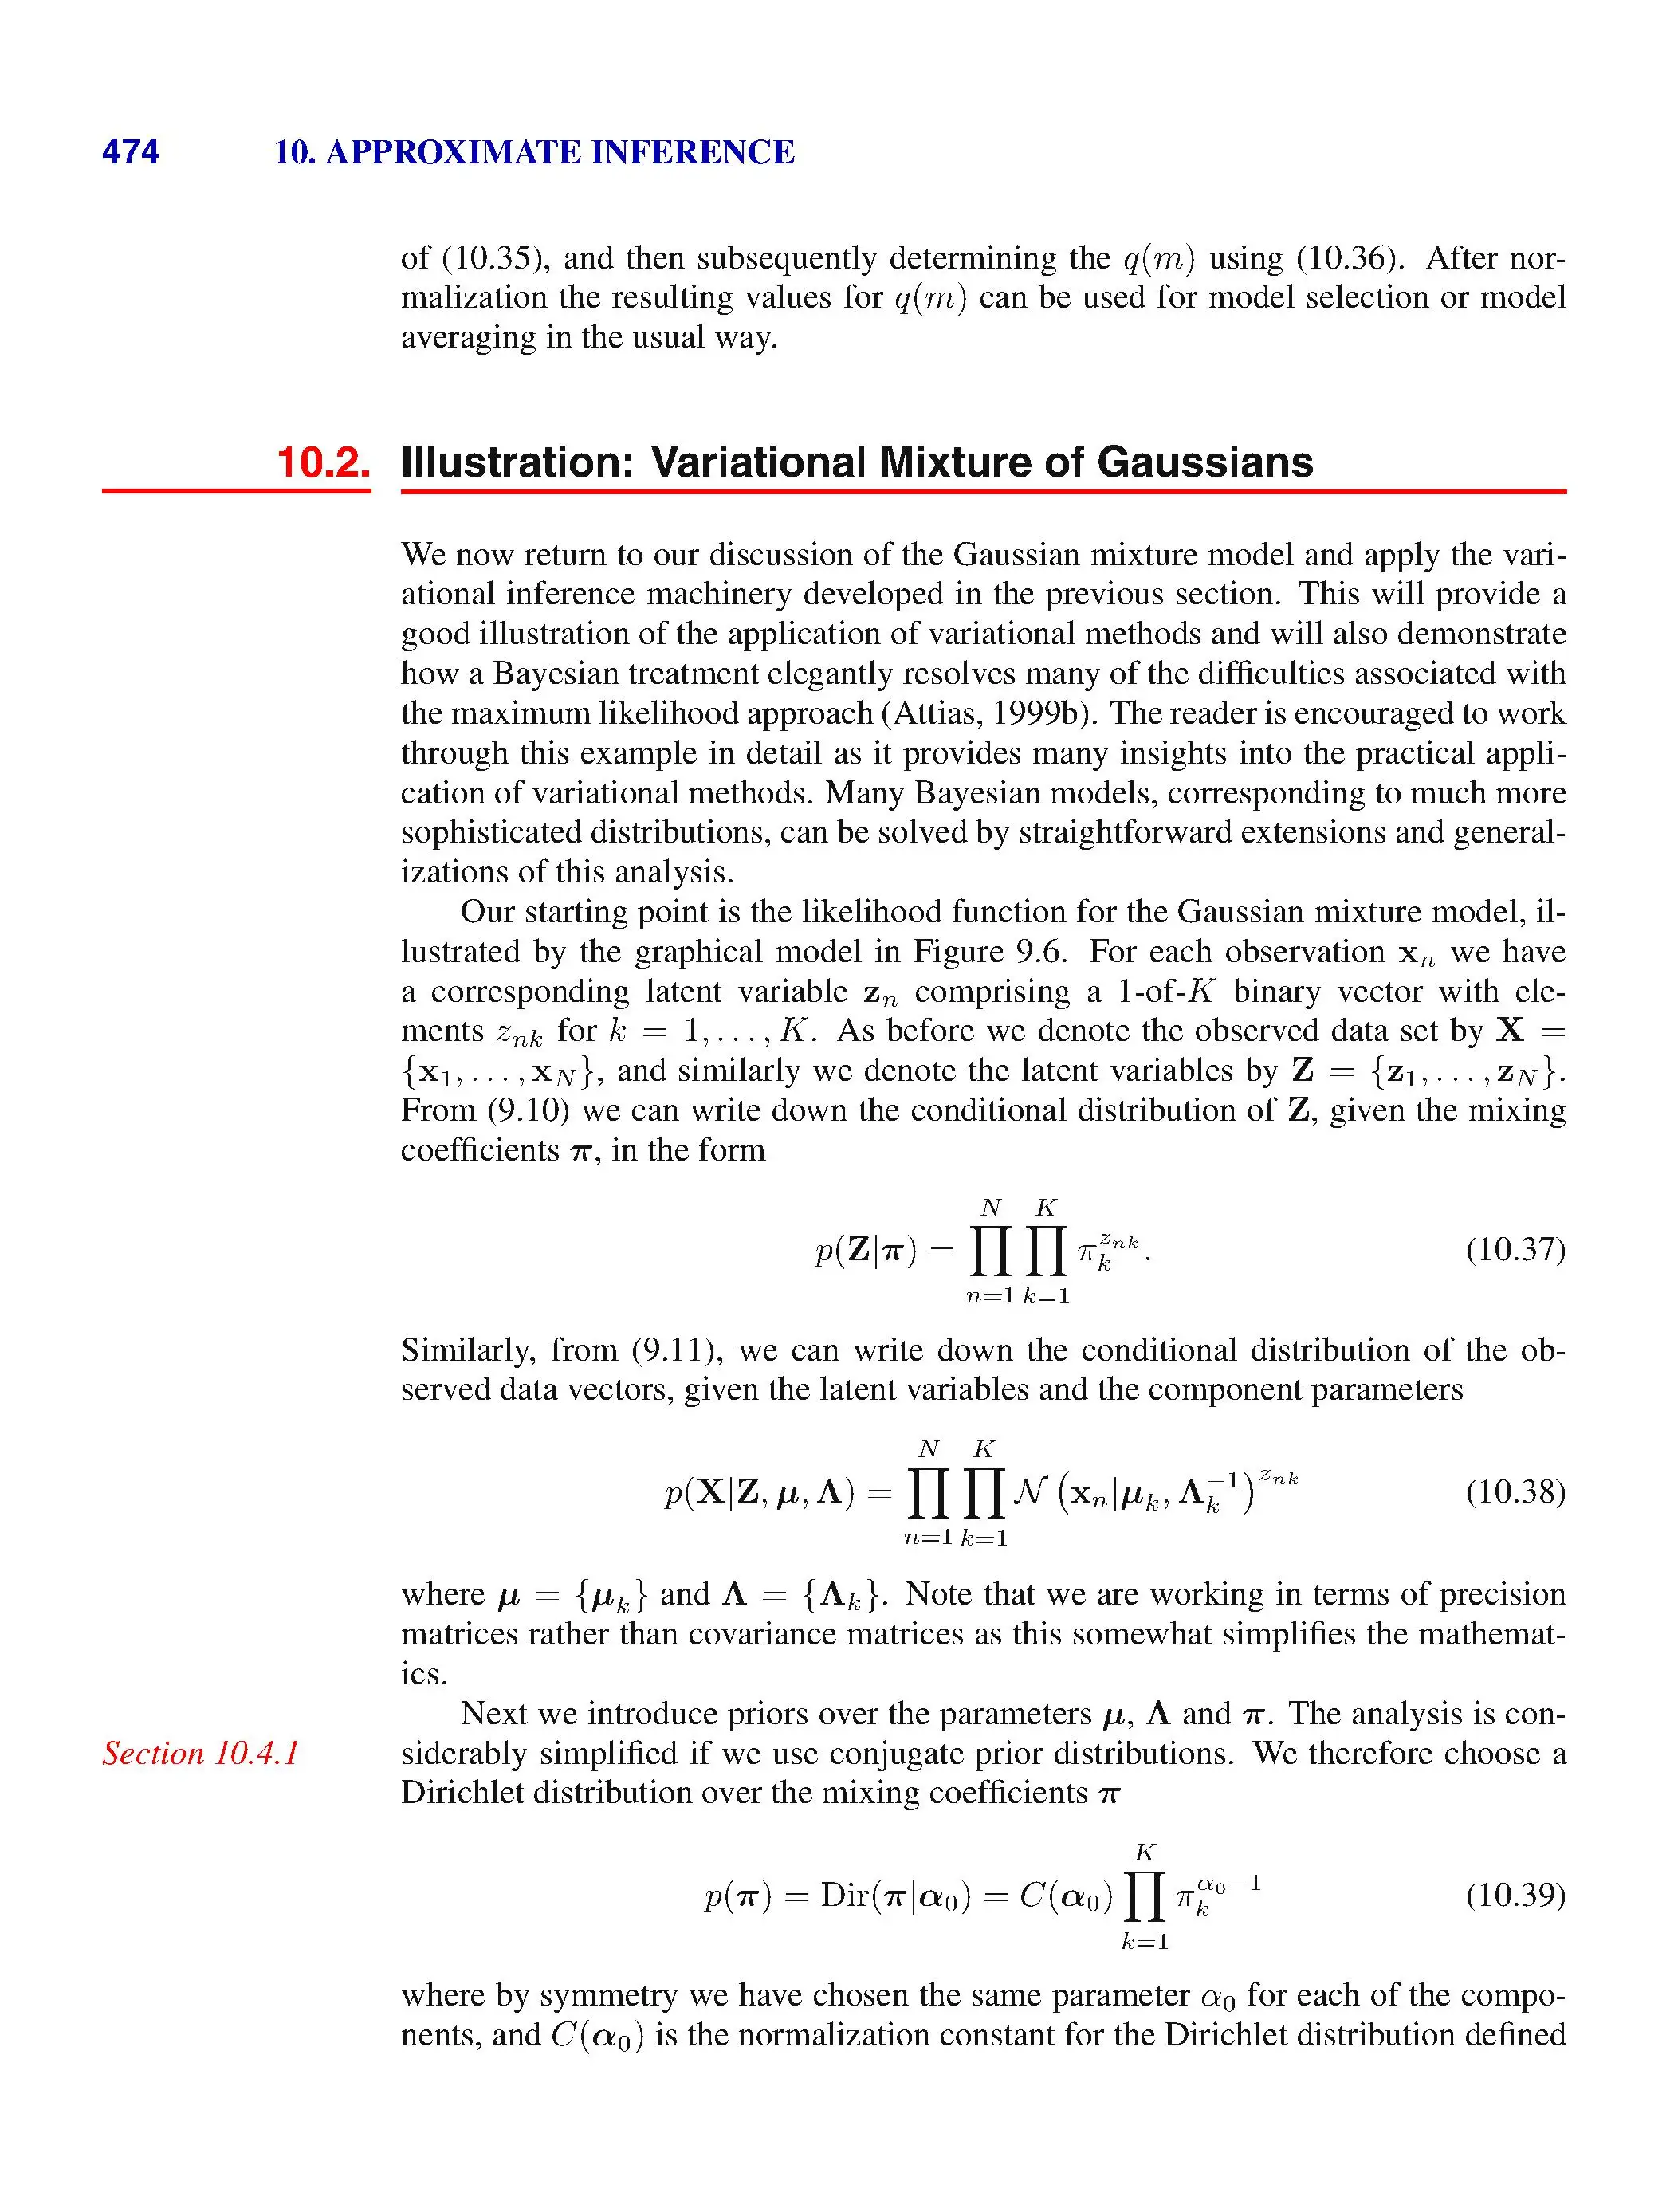 474 10. APPROXIMATE INFERENCE
of (10.35), and then subsequently determining the q(m) using (10.36). After nor-
malization the resulting values for q(m) can be used for model selection or model
averaging in the usual way.
10.2. Illustration: Variational Mixture of Gaussians
We now return to our discussion of the Gaussian mixture model and apply the vari-
ational inference machinery developed in the previous section. This will provide a
good illustration of the application of variational methods and will also demonstrate
how a Bayesian treatment elegantly resolves many of the difficulties associated with
the maximum likelihood approach (Attias, 1999b). The reader is encouraged to work
through this example in detail as it provides many insights into the practical appli-
cation of variational methods. Many Bayesian models, corresponding to much more
sophisticated distributions, can be solved by straightforward extensions and general-
izations of this analysis.
Our starting point is the likelihood function for the Gaussian mixture model, il-
lustrated by the graphical model in Figure 9.6. For each observation $\mathbf{x}_n$ we have
a corresponding latent variable $\mathbf{z}_n$ comprising a 1-of-$K$ binary vector with ele-
ments $z_{nk}$ for $k = 1, \ldots, K$. As before we denote the observed data set by $\mathbf{X} =$
$\{\mathbf{x}_1, \ldots, \mathbf{x}_N\}$, and similarly we denote the latent variables by $\mathbf{Z} = \{\mathbf{z}_1, \ldots, \mathbf{z}_N\}$.
From (9.10) we can write down the conditional distribution of $\mathbf{Z}$, given the mixing
coefficients $\boldsymbol{\pi}$, in the form
$p(\mathbf{Z}|\boldsymbol{\pi}) = \prod_{n=1}^{N} \prod_{k=1}^{K} \pi_k^{z_{nk}}.$ (10.37)
Similarly, from (9.11), we can write down the conditional distribution of the ob-
served data vectors, given the latent variables and the component parameters
$p(\mathbf{X}|\mathbf{Z}, \boldsymbol{\mu}, \boldsymbol{\Lambda}) = \prod_{n=1}^{N} \prod_{k=1}^{K} \mathcal{N}\left(\mathbf{x}_n|\boldsymbol{\mu}_k, \boldsymbol{\Lambda}_k^{-1}\right)^{z_{nk}}$ (10.38)
where $\boldsymbol{\mu} = \{\boldsymbol{\mu}_k\}$ and $\boldsymbol{\Lambda} = \{\boldsymbol{\Lambda}_k\}$. Note that we are working in terms of precision
matrices rather than covariance matrices as this somewhat simplifies the mathemat-
ics.
Next we introduce priors over the parameters $\boldsymbol{\mu}$, $\boldsymbol{\Lambda}$ and $\boldsymbol{\pi}$. The analysis is con-
Section 10.4.1 siderably simplified if we use conjugate prior distributions. We therefore choose a
Dirichlet distribution over the mixing coefficients $\boldsymbol{\pi}$
$p(\boldsymbol{\pi}) = \mathrm{Dir}(\boldsymbol{\pi}|\boldsymbol{\alpha}_0) = C(\boldsymbol{\alpha}_0) \prod_{k=1}^{K} \pi_k^{\alpha_0 - 1}$ (10.39)
where by symmetry we have chosen the same parameter $\alpha_0$ for each of the compo-
nents, and $C(\boldsymbol{\alpha}_0)$ is the normalization constant for the Dirichlet distribution defined